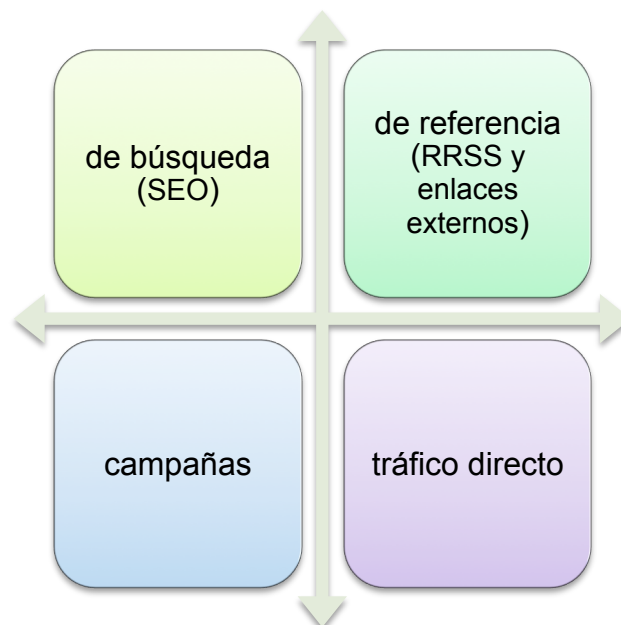 de búsqueda
(SEO)
de referencia
(RRSS y
enlaces
externos)
campañas
tráfico directo